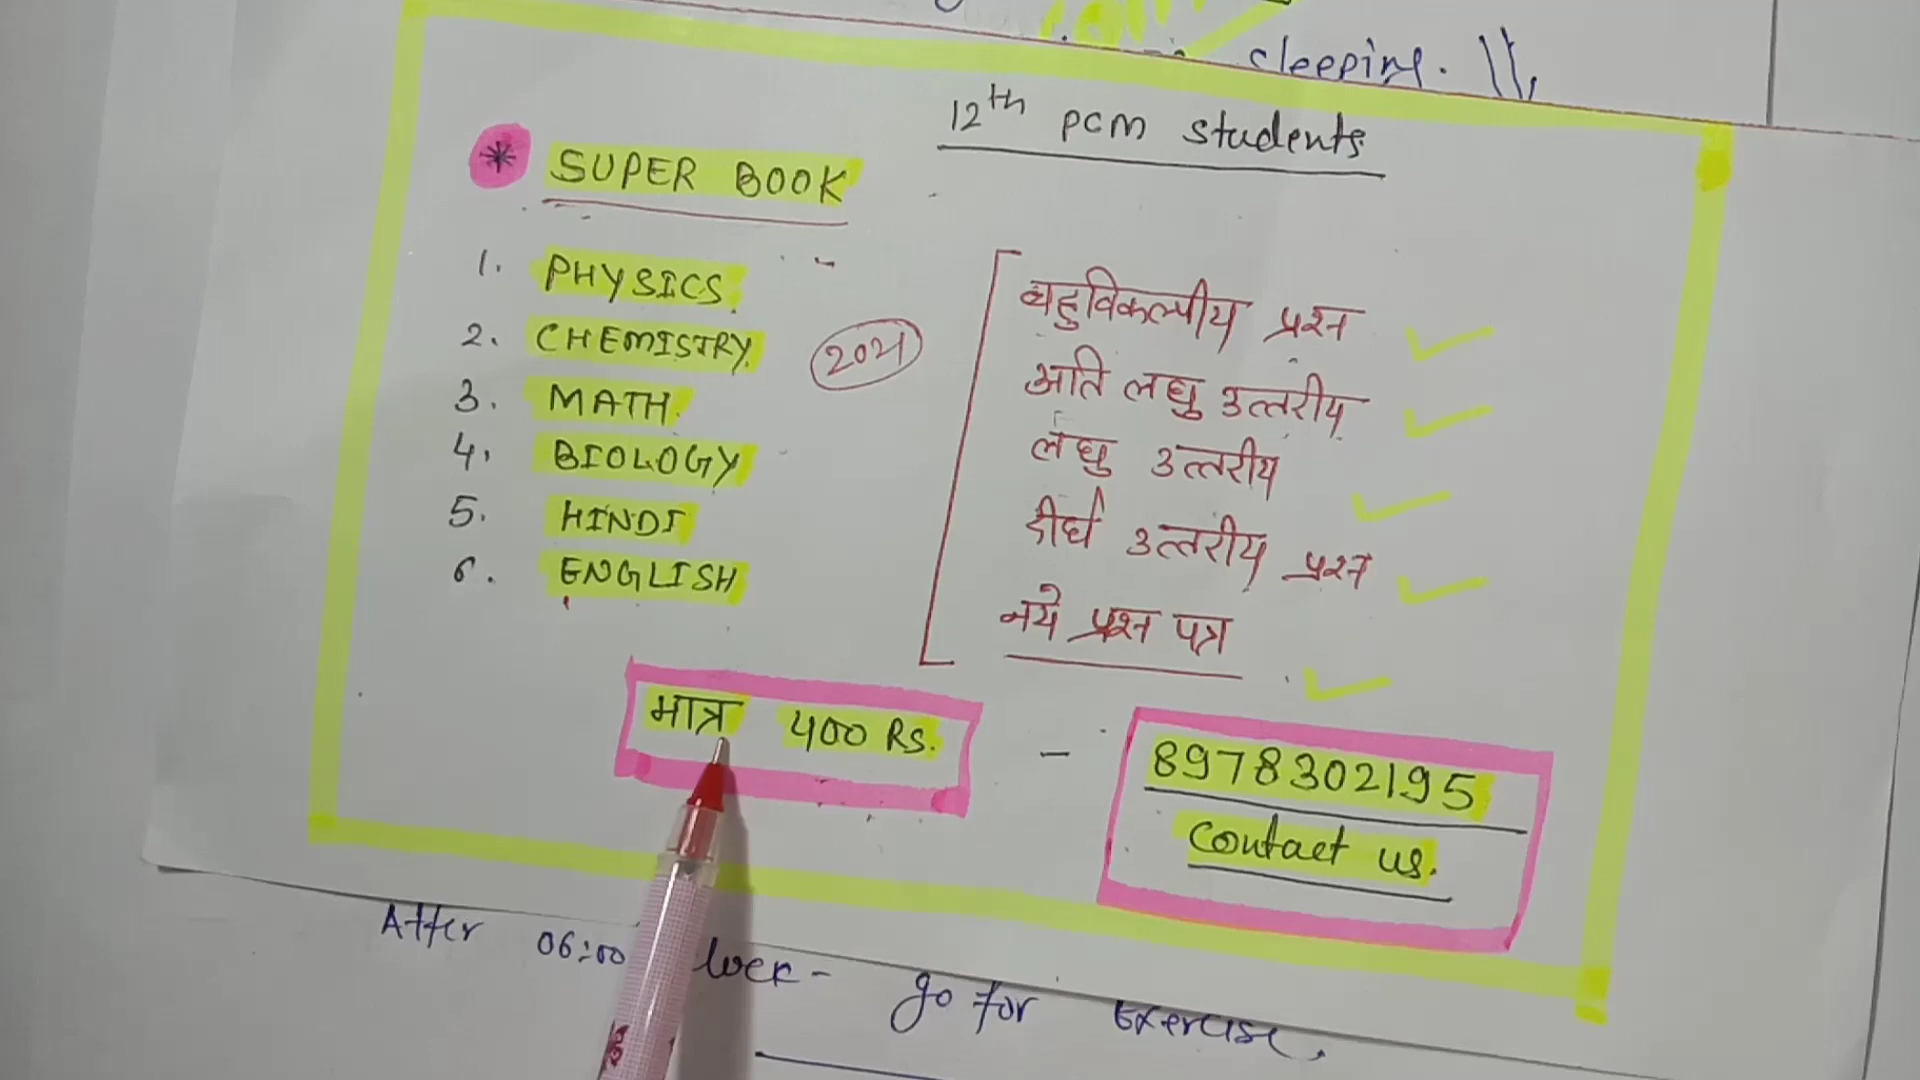 sleeping.
12th PCM students
* SUPER BOOK
1. PHYSICS
2. CHEMISTRY
3. MATH
4. BIOLOGY
5. HINDI
6. ENGLISH
2021
बहुविकल्पीय प्रश्न
अति लघु उत्तरीय
लघु उत्तरीय
दीर्घ उत्तरीय प्रश्न
नये प्रश्न पत्र
मात्र 400 Rs. -
8978302195
Contact us.
After 06:00 - go for Exercise.